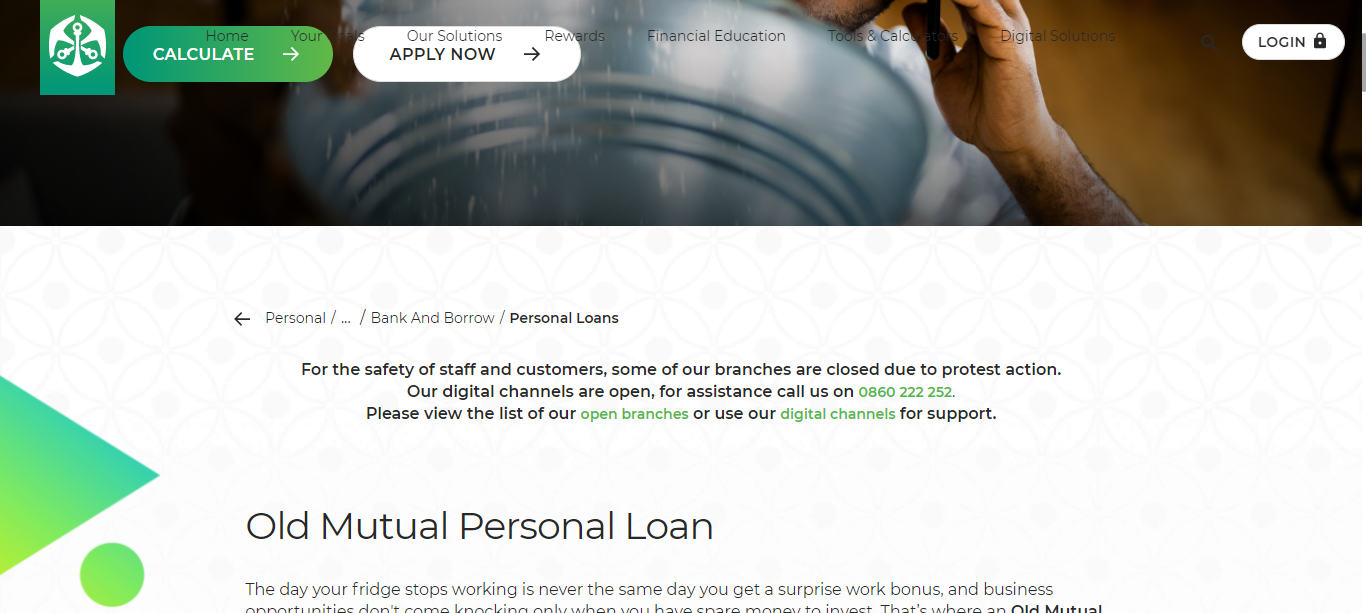 Home Your Goals Our Solutions Rewards Financial Education Tools & Calculators Digital Solutions
LOGIN
CALCULATE
APPLY NOW
Personal / ... / Bank And Borrow / Personal Loans
For the safety of staff and customers, some of our branches are closed due to protest action.
Our digital channels are open, for assistance call us on 0860 222 252.
Please view the list of our open branches or use our digital channels for support.
Old Mutual Personal Loan
The day your fridge stops working is never the same day you get a surprise work bonus, and business
opportunities don't come knocking only when you have spare money to invest. That's where an Old Mutual